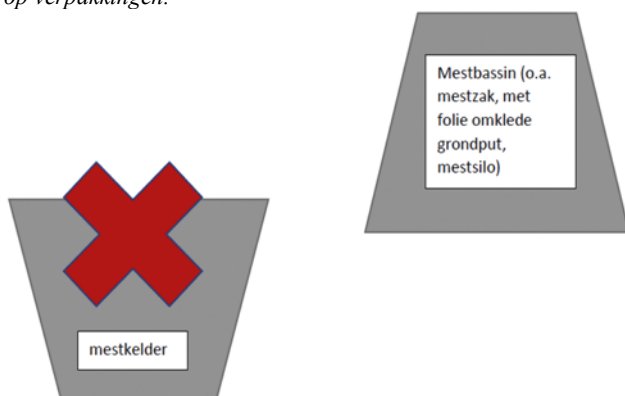 op verpakkingen.
Mestbassin (o.a.
mestzak, met
folie omklede
grondput,
mestsilo)
mestkelder